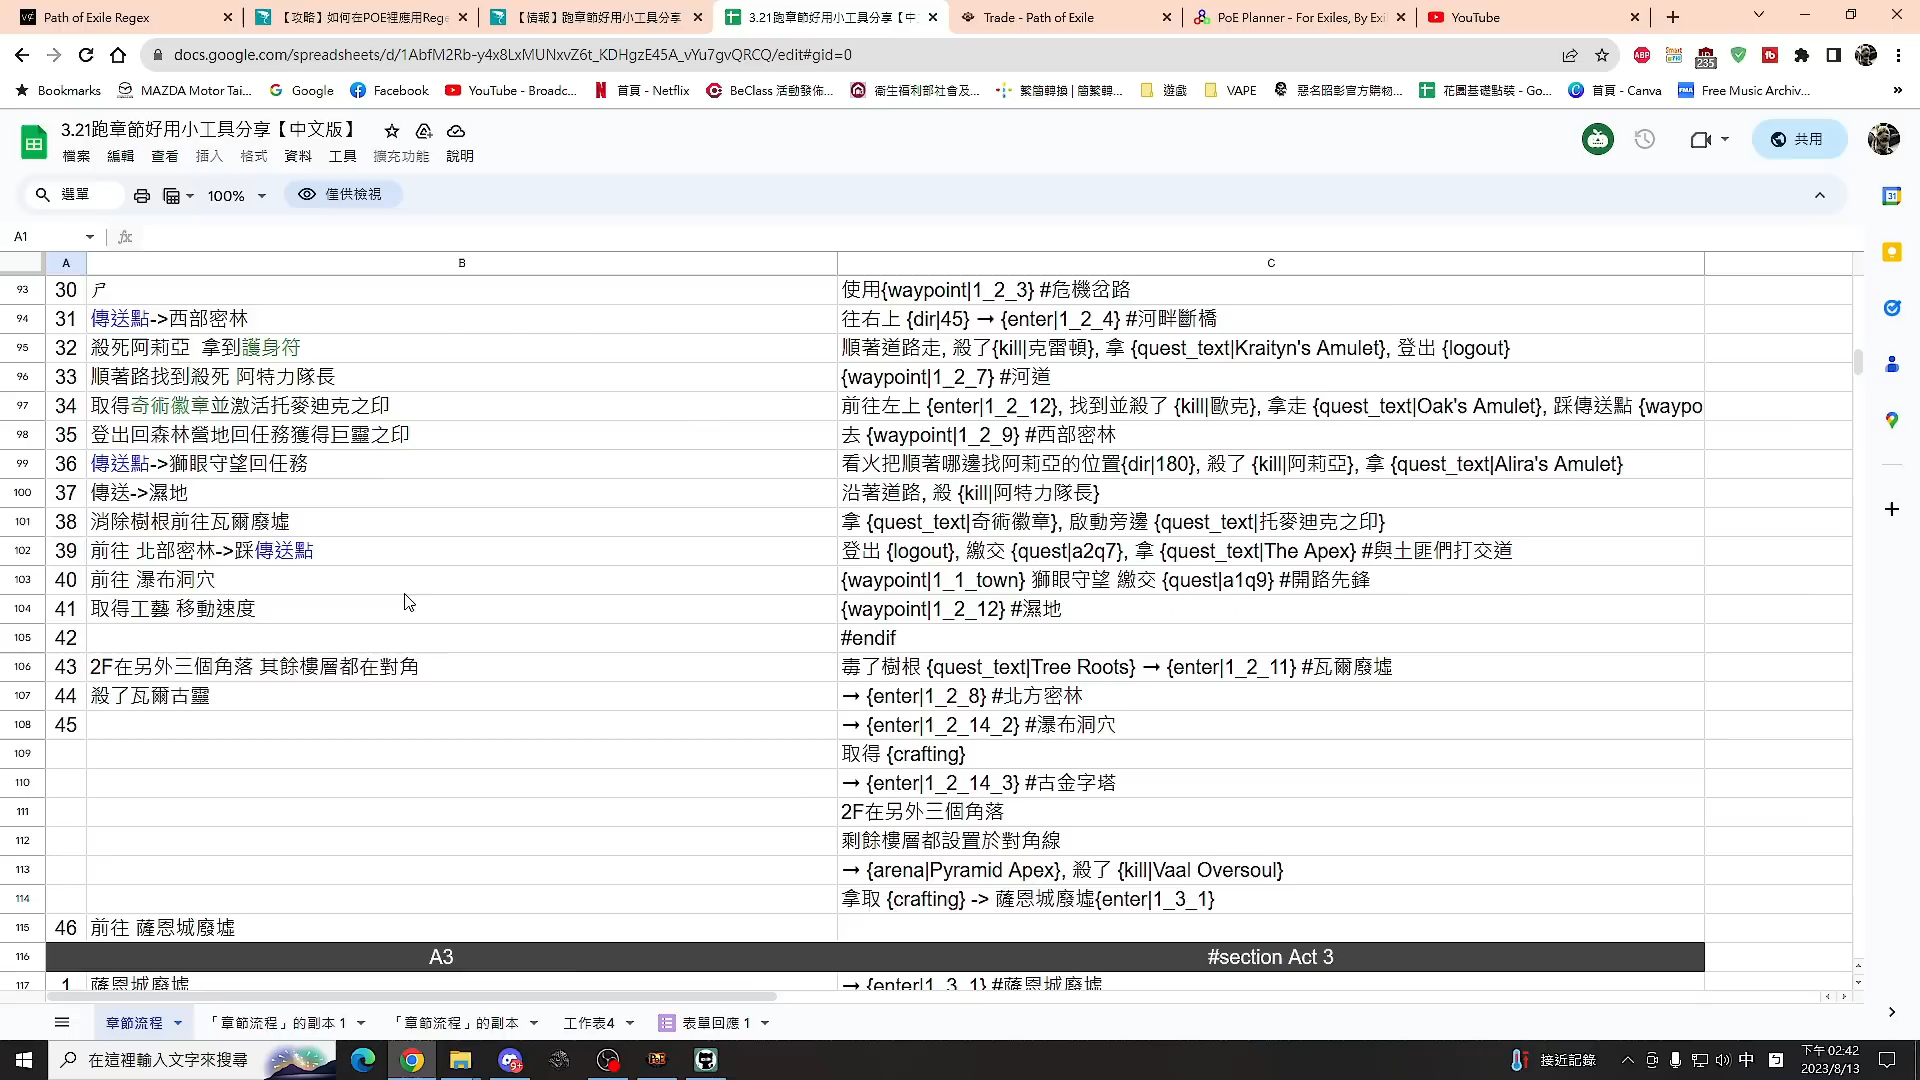 Path of Exile Regex
【攻略】如何在POE裡應用Rege
【情報】跑章節好用小工具分享
3.21跑章節好用小工具分享【中
Trade - Path of Exile
PoE Planner - For Exiles, By Exi
YouTube
docs.google.com/spreadsheets/d/1AbfM2Rb-y4x8LxMUNxvZ6t_KDHgzE45A_vYu7gvQRCQ/edit#gid=0
Bookmarks
MAZDA Motor Tai...
Google
Facebook
YouTube - Broadc...
首頁 - Netflix
BeClass 活動發佈...
衛生福利部社會及...
繁簡轉換 | 簡繁轉...
遊戲
VAPE
惡名昭彰官方購物...
花園基礎點裝 - Go...
首頁 - Canva
Free Music Archiv...
3.21跑章節好用小工具分享【中文版】
檔案 編輯 查看 插入 格式 資料 工具 擴充功能 說明
共用
選單
100%
僅供檢視
A1
fx
A B C
93 30 ㄕ 使用{waypoint|1_2_3} #危機岔路
94 31 傳送點->西部密林 往右上 {dir|45} → {enter|1_2_4} #河畔斷橋
95 32 殺死阿莉亞 拿到護身符 順著道路走, 殺了{kill|克雷頓}, 拿 {quest_text|Kraityn's Amulet}, 登出 {logout}
96 33 順著路找到殺死 阿特力隊長 {waypoint|1_2_7} #河道
97 34 取得奇術徽章並激活托麥迪克之印 前往左上 {enter|1_2_12}, 找到並殺了 {kill|歐克}, 拿走 {quest_text|Oak's Amulet}, 踩傳送點 {waypo
98 35 登出回森林營地回任務獲得巨靈之印 去 {waypoint|1_2_9} #西部密林
99 36 傳送點->獅眼守望回任務 看火把順著哪邊找阿莉亞的位置{dir|180}, 殺了 {kill|阿莉亞}, 拿 {quest_text|Alira's Amulet}
100 37 傳送->濕地 沿著道路, 殺 {kill|阿特力隊長}
101 38 消除樹根前往瓦爾廢墟 拿 {quest_text|奇術徽章}, 啟動旁邊 {quest_text|托麥迪克之印}
102 39 前往 北部密林->踩傳送點 登出 {logout}, 繳交 {quest|a2q7}, 拿 {quest_text|The Apex} #與土匪們打交道
103 40 前往 瀑布洞穴 {waypoint|1_1_town} 獅眼守望 繳交 {quest|a1q9} #開路先鋒
104 41 取得工藝 移動速度 {waypoint|1_2_12} #濕地
105 42 #endif
106 43 2F在另外三個角落 其餘樓層都在對角 毒了樹根 {quest_text|Tree Roots} → {enter|1_2_11} #瓦爾廢墟
107 44 殺了瓦爾古靈 → {enter|1_2_8} #北方密林
108 45 → {enter|1_2_14_2} #瀑布洞穴
109 取得 {crafting}
110 → {enter|1_2_14_3} #古金字塔
111 2F在另外三個角落
112 剩餘樓層都設置於對角線
113 → {arena|Pyramid Apex}, 殺了 {kill|Vaal Oversoul}
114 拿取 {crafting} -> 薩恩城廢墟{enter|1_3_1}
115 46 前往 薩恩城廢墟
116 A3 #section Act 3
117 1 薩恩城廢墟 → {enter|1_3_1} #薩恩城廢墟
章節流程
「章節流程」的副本 1
「章節流程」的副本
工作表4
表單回應 1
在這裡輸入文字來搜尋
接近記錄
中
下午 02:42
2023/8/13